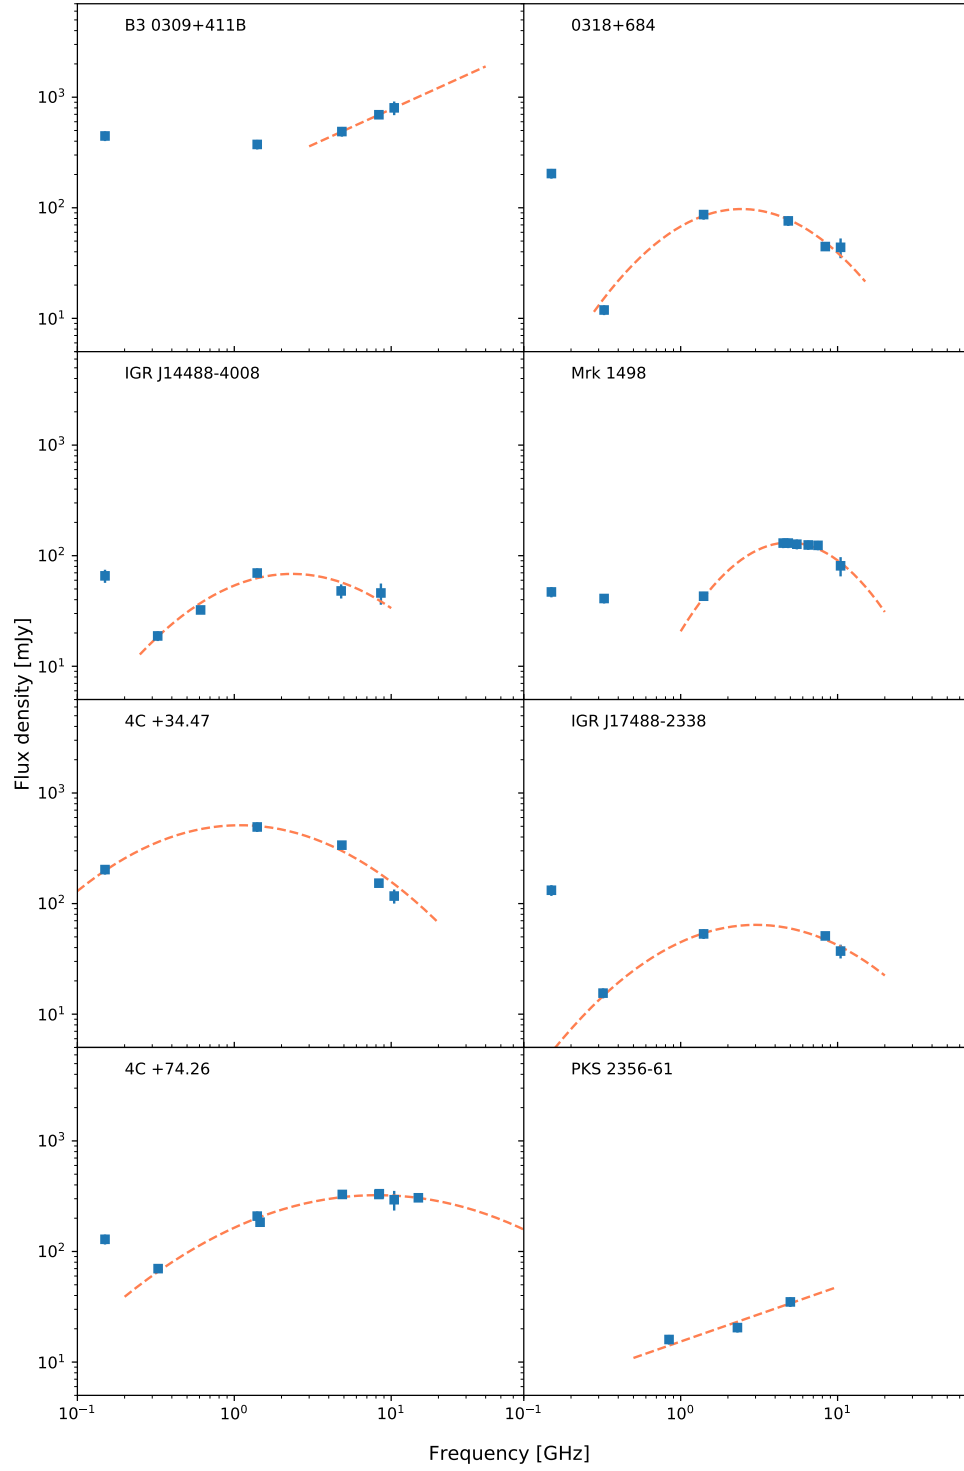 B3 0309+411B
0318+684
10³
10²
10¹
IGR J14488-4008
Mrk 1498
10³
10²
10¹
Flux density [mJy]
4C +34.47
IGR J17488-2338
10³
10²
10¹
4C +74.26
PKS 2356-61
10³
10²
10¹
10⁻¹ 10⁰ 10¹ 10⁻¹ 10⁰ 10¹
Frequency [GHz]